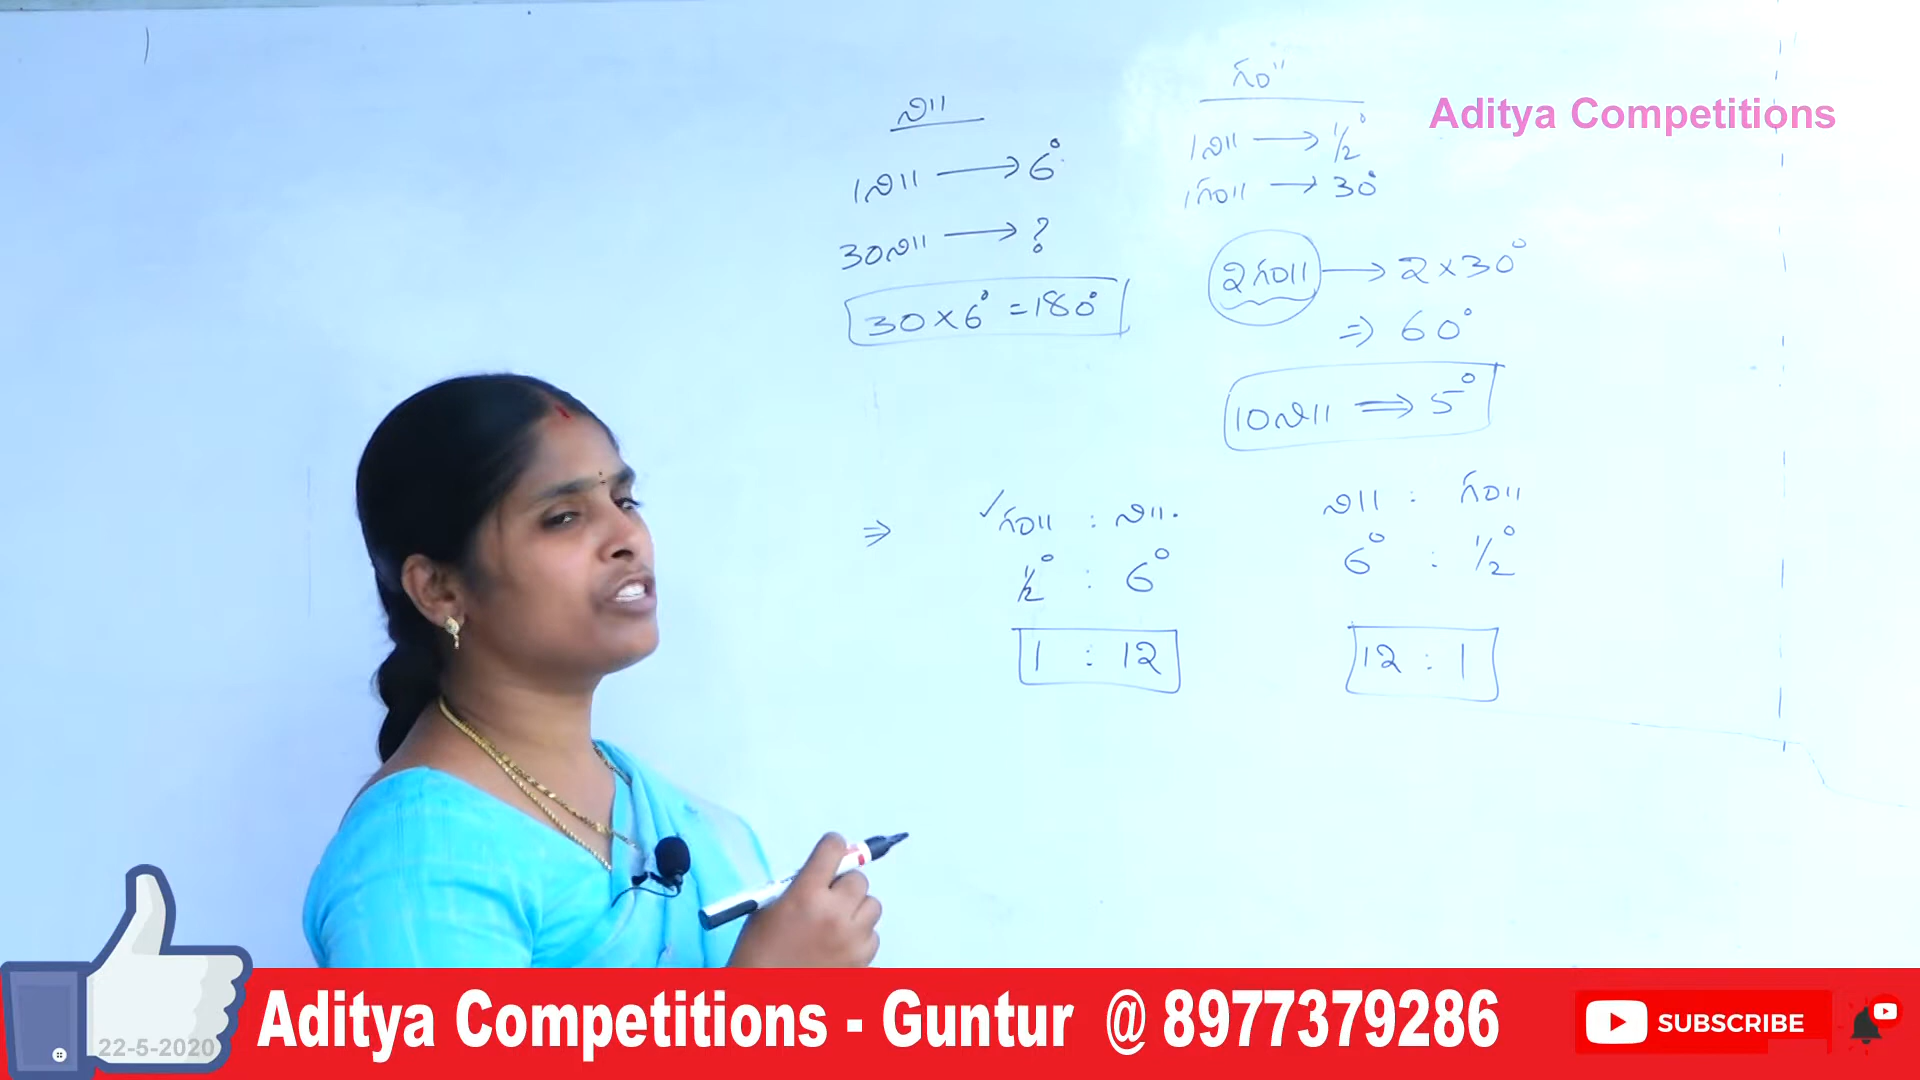 ని॥
1ని॥ → 6°
30ని॥ → ?
30×6° = 180°
గం॥
1ని॥ → 1/2°
1గం॥ → 30°
2గం॥ → 2×30°
⇒ 60°
10ని॥ ⇒ 5°
⇒ ✓గం॥ : ని॥.
1/2° : 6°
1 : 12
ని॥ : గం॥
6° : 1/2°
12 : 1
Aditya Competitions
Aditya Competitions - Guntur @ 8977379286
SUBSCRIBE
22-5-2020